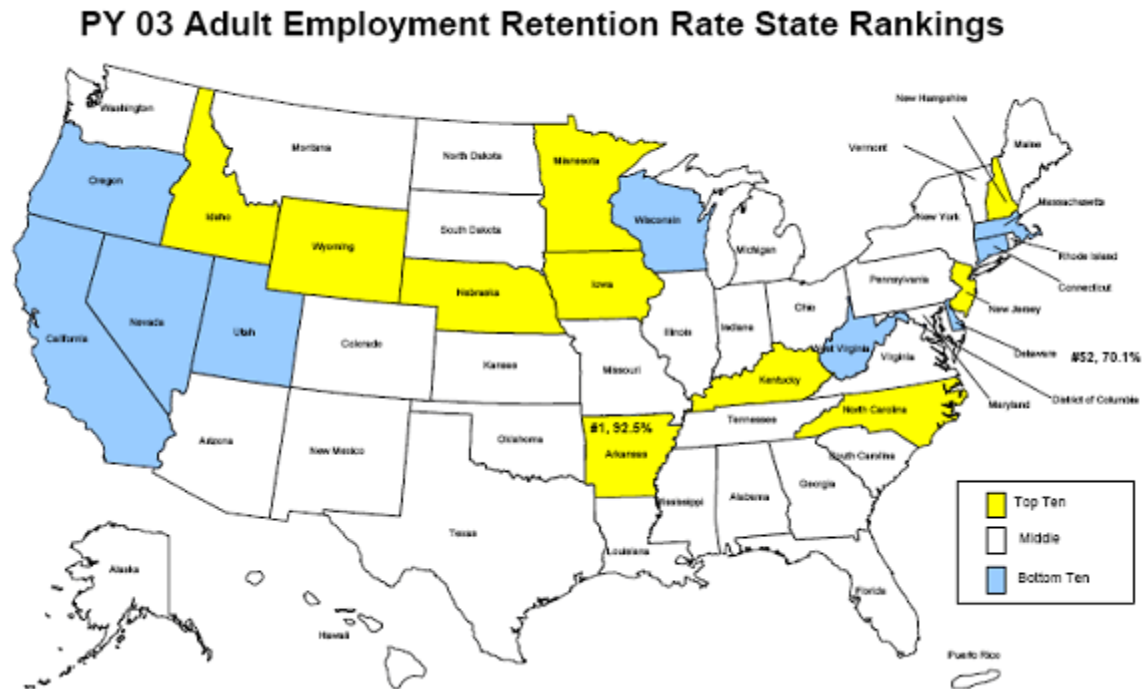 PY 03 Adult Employment Retention Rate State Rankings
Washington
Montana
North Dakota
Minnesota
New Hampshire
Vermont
Maine
Oregon
Idaho
Wyoming
South Dakota
Wisconsin
Michigan
New York
Massachusetts
Rhode Island
Connecticut
Pennsylvania
New Jersey
Nebraska
Iowa
Ohio
Illinois
Indiana
California
Nevada
Utah
Colorado
Kansas
Missouri
West Virginia
Virginia
Delaware
#52, 70.1%
Kentucky
Maryland
District of Columbia
Arizona
New Mexico
Oklahoma
#1, 92.5%
Arkansas
Tennessee
North Carolina
South Carolina
Texas
Louisiana
Mississippi
Alabama
Georgia
Florida
Alaska
Hawaii
Puerto Rico
Top Ten
Middle
Bottom Ten